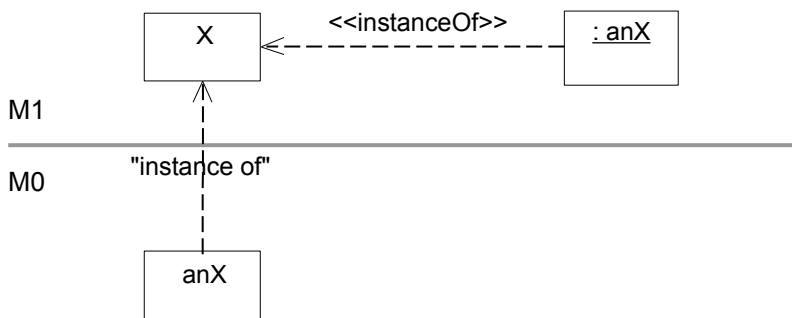 <<instanceOf>>
X
: anX
M1
"instance of"
M0
anX